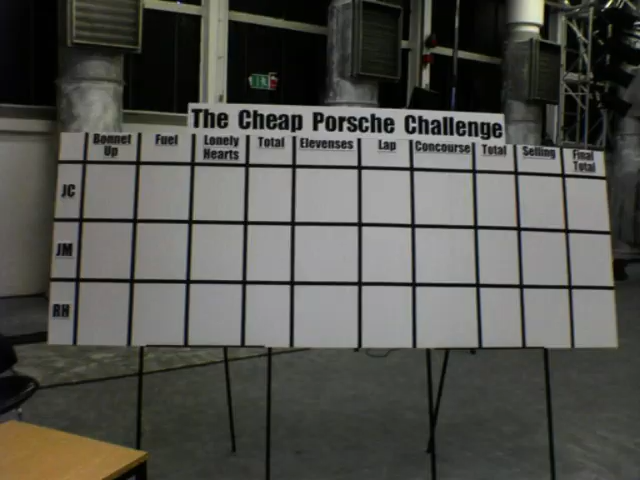 The Cheap Porsche Challenge
Bonnet Up Fuel Lonely Hearts Total Elevenses Lap Concourse Total Selling Final Total
JC
JM
RH